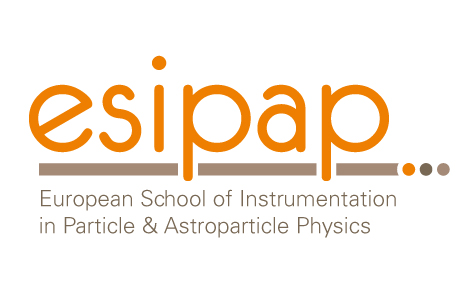 esipap
European School of Instrumentation
in Particle & Astroparticle Physics